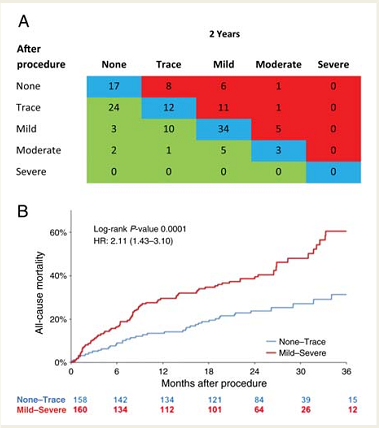 A
2 Years
After
procedure None Trace Mild Moderate Severe
None 17 8 6 1 0
Trace 24 12 11 1 0
Mild 3 10 34 5 0
Moderate 2 1 5 3 0
Severe 0 0 0 0 0
B
Log-rank P-value 0.0001
HR: 2.11 (1.43–3.10)
60%
40%
20%
0%
All-cause mortality
None–Trace
Mild–Severe
0 6 12 18 24 30 36
Months after procedure
None–Trace 158 142 134 121 84 39 15
Mild–Severe 160 134 112 101 64 26 12